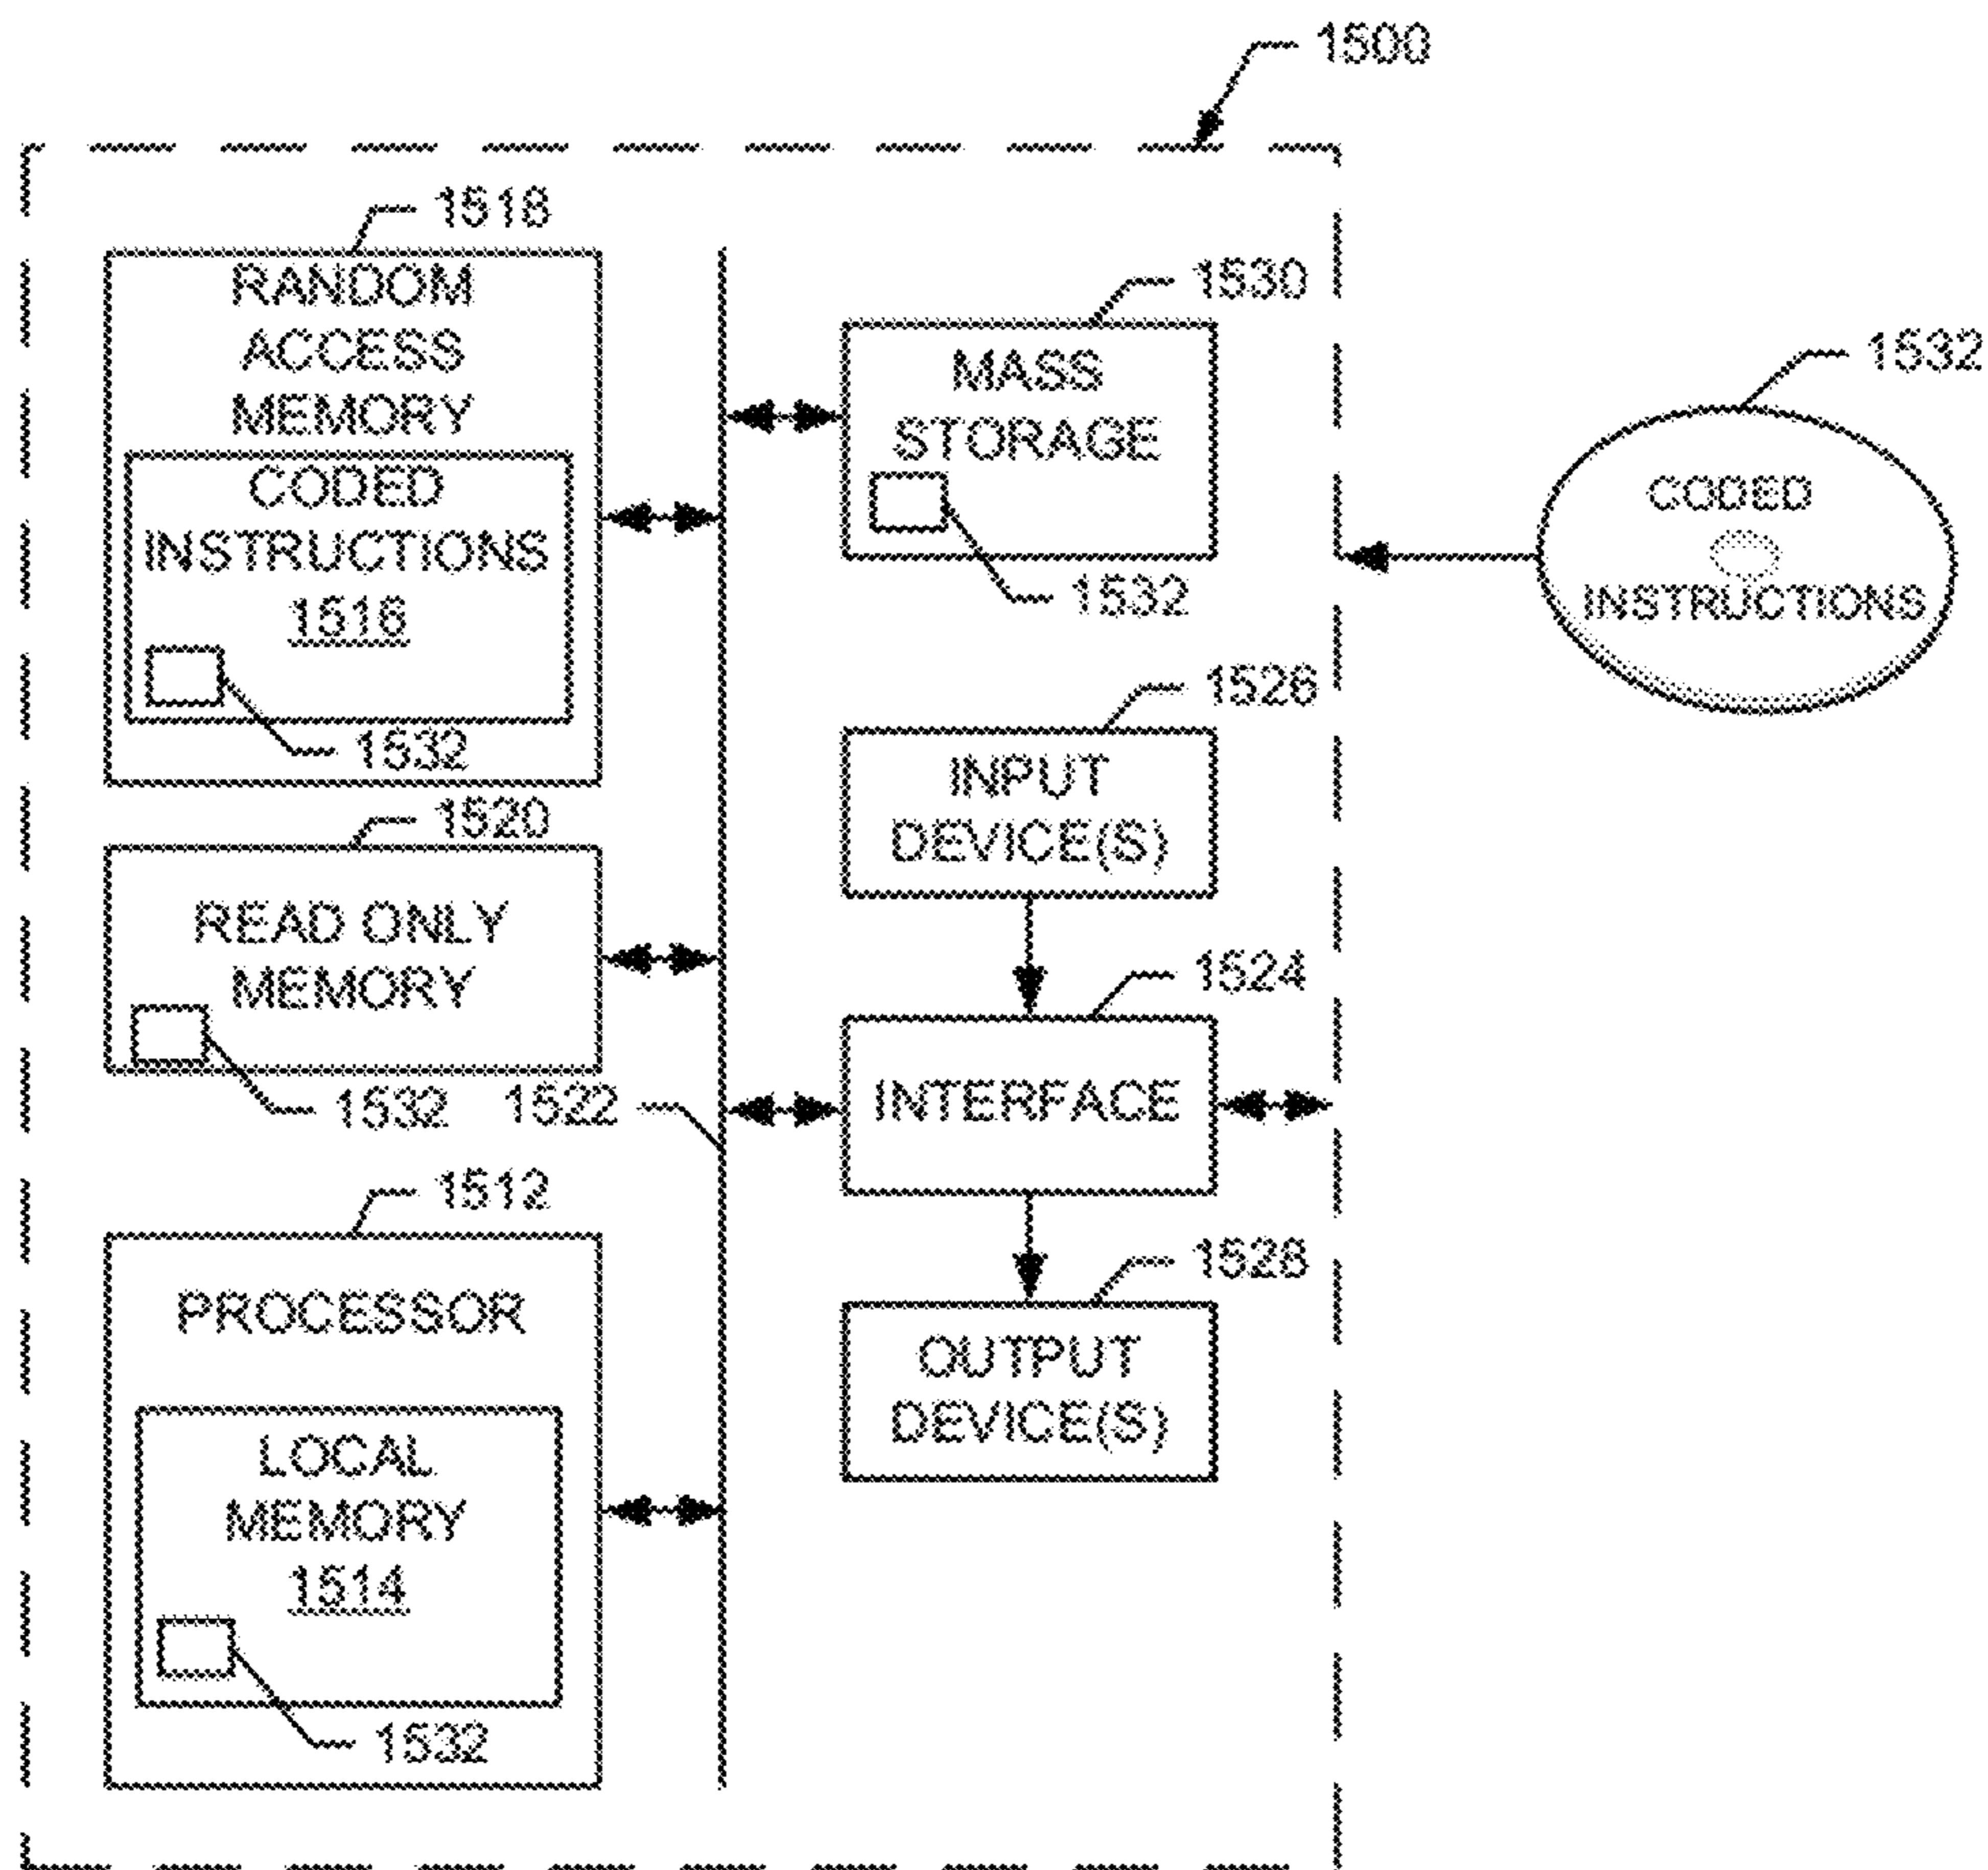 1500
1518
RANDOM
ACCESS
MEMORY
CODED
INSTRUCTIONS
1516
1532
1530
MASS
STORAGE
1532
1532
CODED
INSTRUCTIONS
1526
INPUT
DEVICE(S)
1520
READ ONLY
MEMORY
1532
1522
1524
INTERFACE
1512
PROCESSOR
LOCAL
MEMORY
1514
1532
1528
OUTPUT
DEVICE(S)